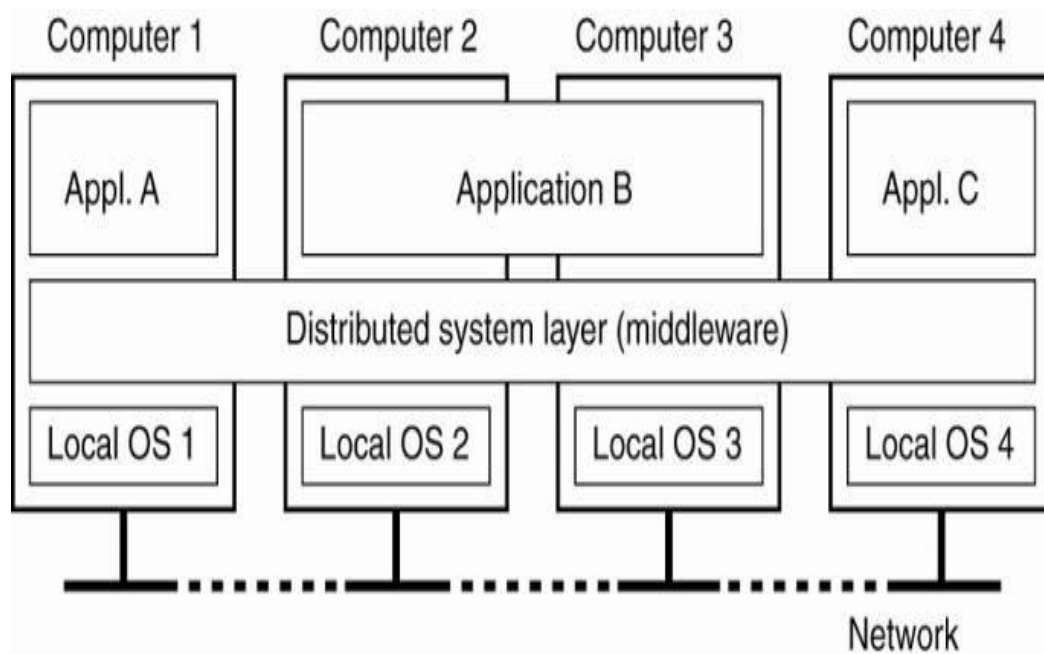 Computer 1
Computer 2
Computer 3
Computer 4
Appl. A
Application B
Appl. C
Distributed system layer (middleware)
Local OS 1
Local OS 2
Local OS 3
Local OS 4
Network